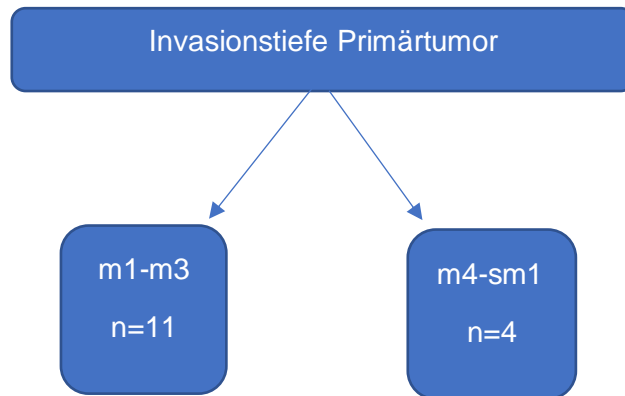 Invasionstiefe Primärtumor
m1-m3
n=11
m4-sm1
n=4